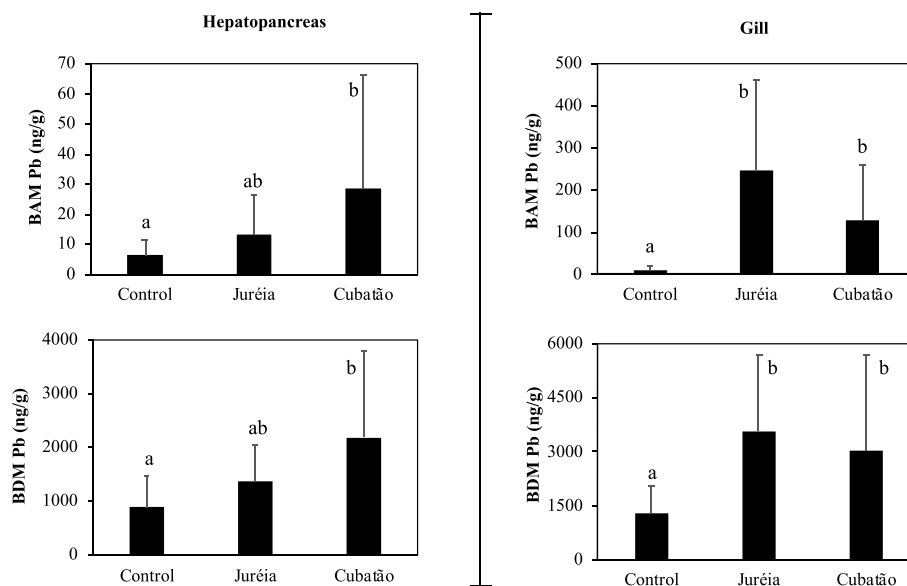 Hepatopancreas
BAM Pb (ng/g)
70
60
50
40
30
20
10
0
a
ab
b
Control Juréia Cubatão
BDM Pb (ng/g)
4000
3000
2000
1000
0
a
ab
b
Control Juréia Cubatão
Gill
BAM Pb (ng/g)
500
400
300
200
100
0
a
b
b
Control Juréia Cubatão
BDM Pb (ng/g)
6000
4500
3000
1500
0
a
b
b
Control Juréia Cubatão